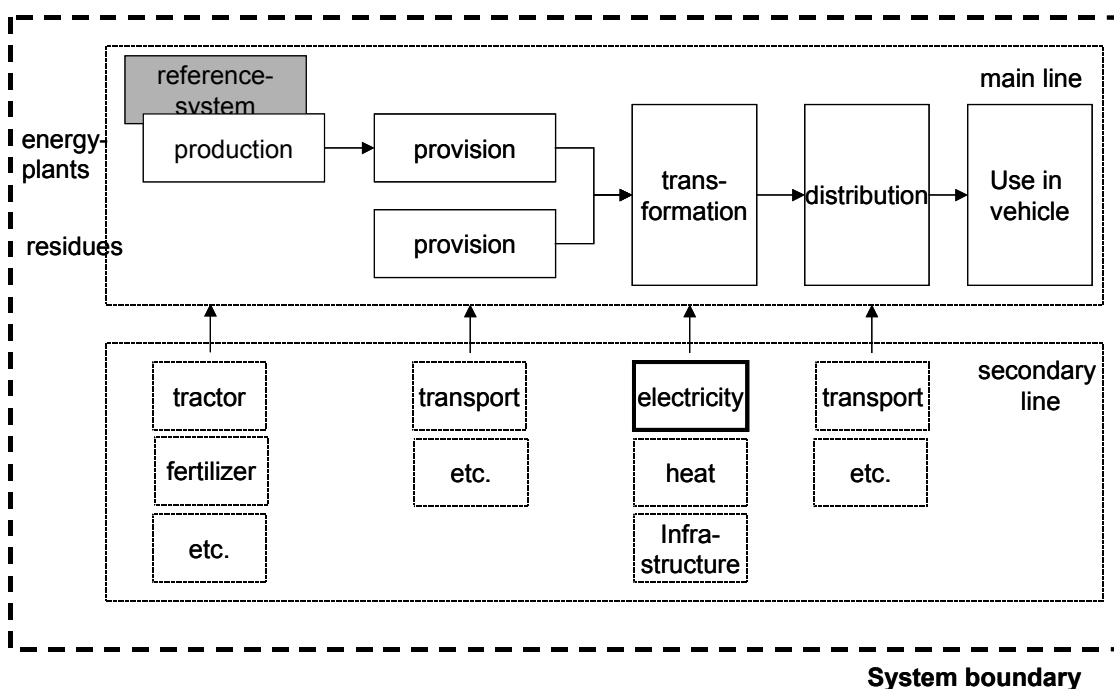 reference-
system
main line
energy-
plants
production
provision
trans-
formation
distribution
Use in
vehicle
residues
provision
tractor
transport
electricity
transport
secondary
line
fertilizer
etc.
heat
etc.
etc.
Infra-
structure
System boundary